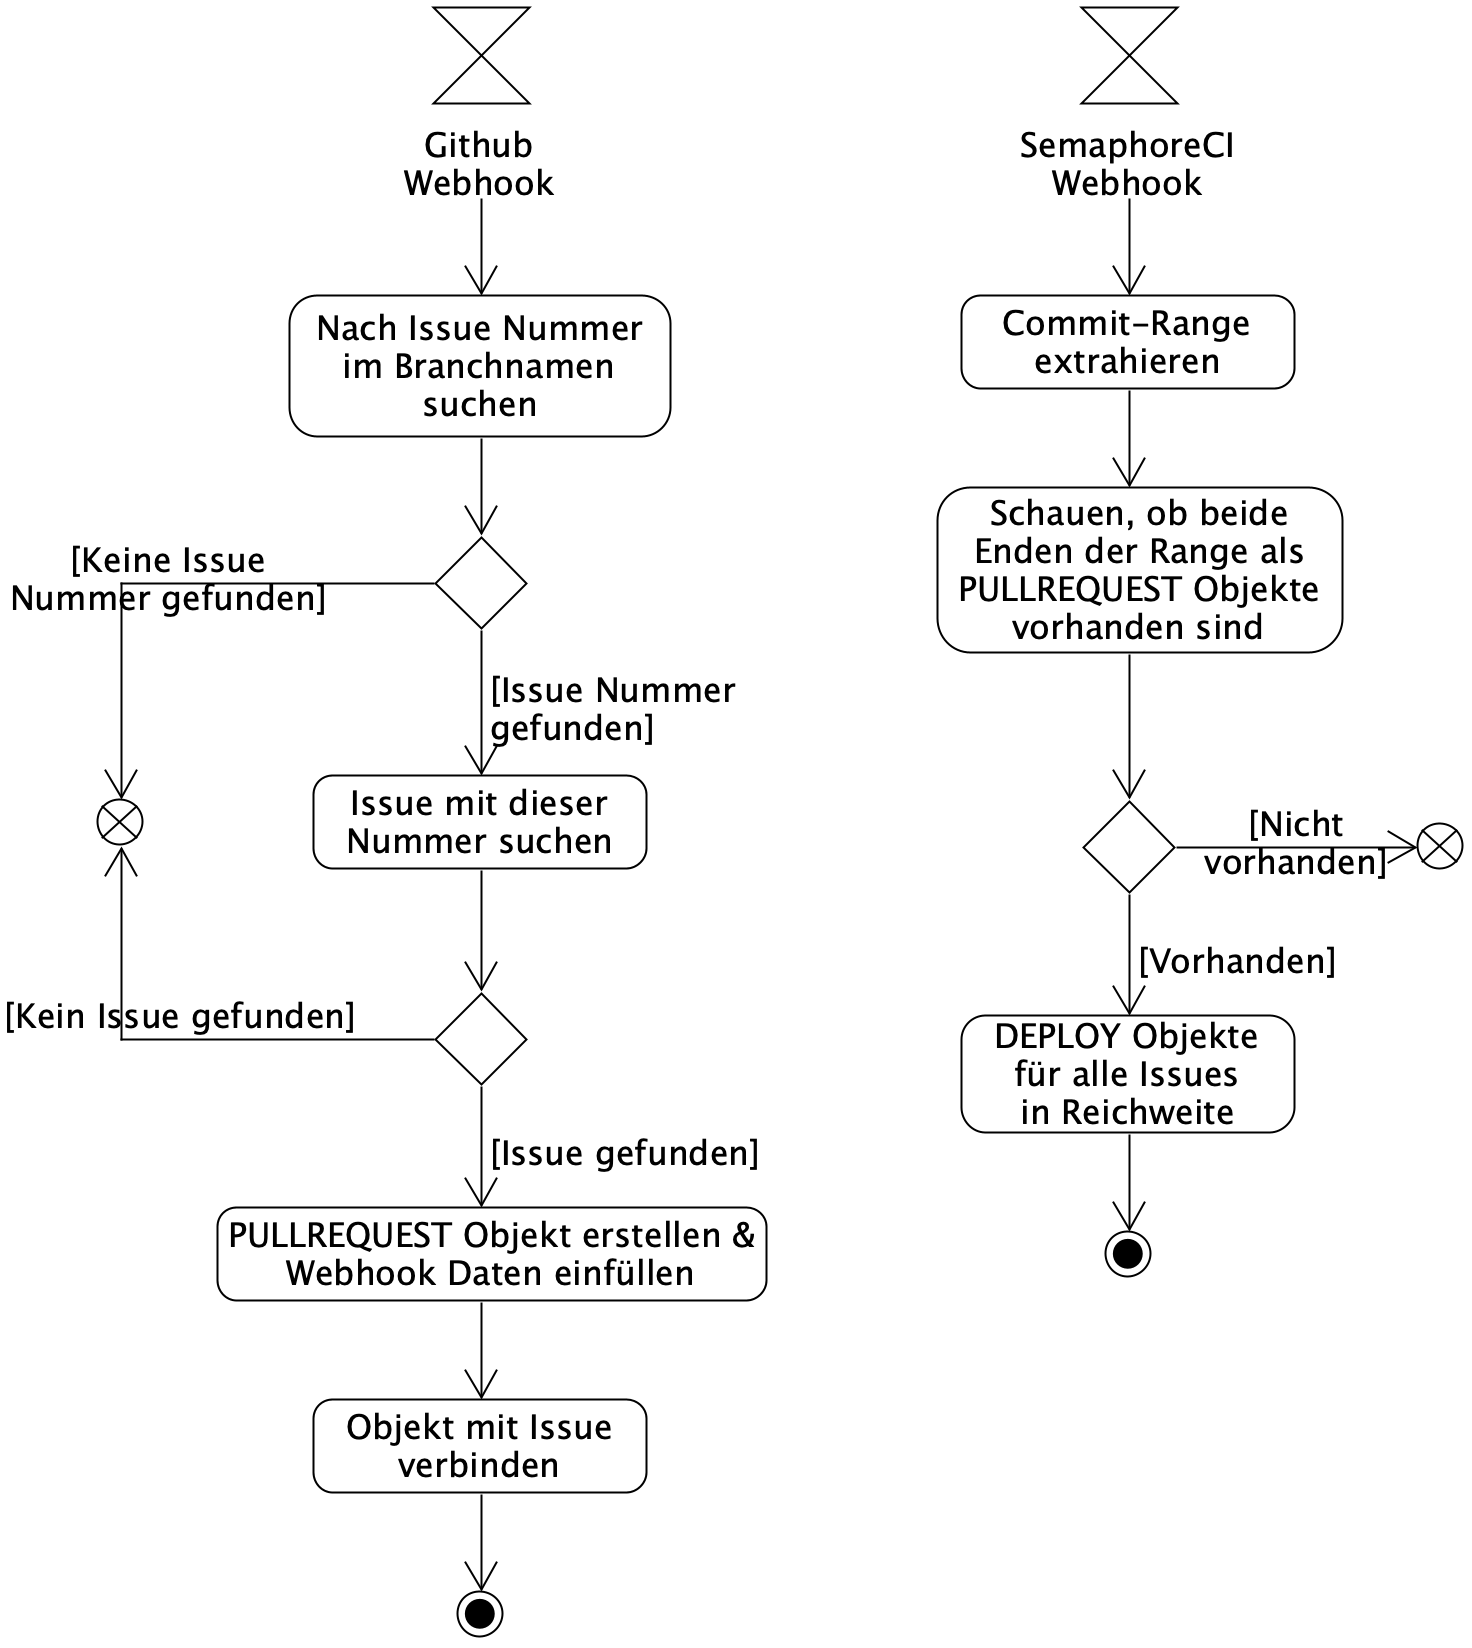 Github
Webhook
Nach Issue Nummer
im Branchnamen
suchen
[Keine Issue
Nummer gefunden]
[Issue Nummer
gefunden]
Issue mit dieser
Nummer suchen
[Kein Issue gefunden]
[Issue gefunden]
PULLREQUEST Objekt erstellen &
Webhook Daten einfüllen
Objekt mit Issue
verbinden
SemaphoreCI
Webhook
Commit-Range
extrahieren
Schauen, ob beide
Enden der Range als
PULLREQUEST Objekte
vorhanden sind
[Nicht
vorhanden]
[Vorhanden]
DEPLOY Objekte
für alle Issues
in Reichweite